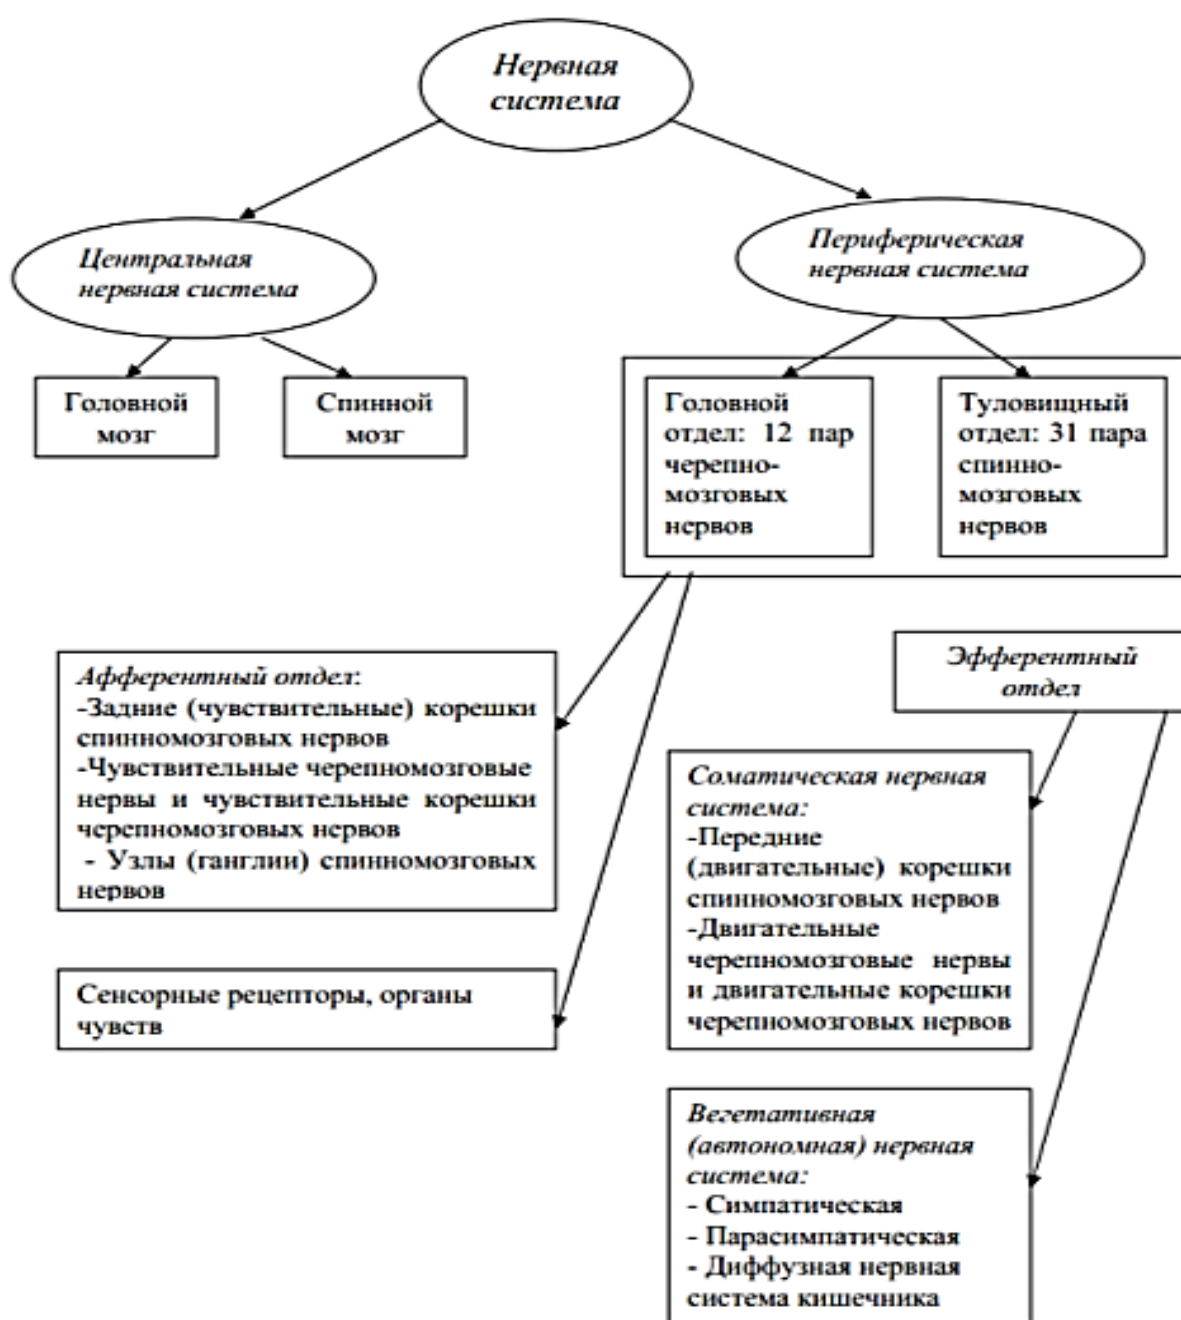 Нервная
система
Центральная
нервная система
Периферическая
нервная система
Головной
мозг
Спинной
мозг
Головной
отдел: 12 пар
черепно-
мозговых
нервов
Туловищный
отдел: 31 пара
спинно-
мозговых
нервов
Афферентный отдел:
-Задние (чувствительные) корешки
спинномозговых нервов
-Чувствительные черепномозговые
нервы и чувствительные корешки
черепномозговых нервов
- Узлы (ганглии) спинномозговых
нервов
Сенсорные рецепторы, органы
чувств
Эфферентный
отдел
Соматическая нервная
система:
-Передние
(двигательные) корешки
спинномозговых нервов
-Двигательные
черепномозговые нервы
и двигательные корешки
черепномозговых нервов
Вегетативная
(автономная) нервная
система:
- Симпатическая
- Парасимпатическая
- Диффузная нервная
система кишечника